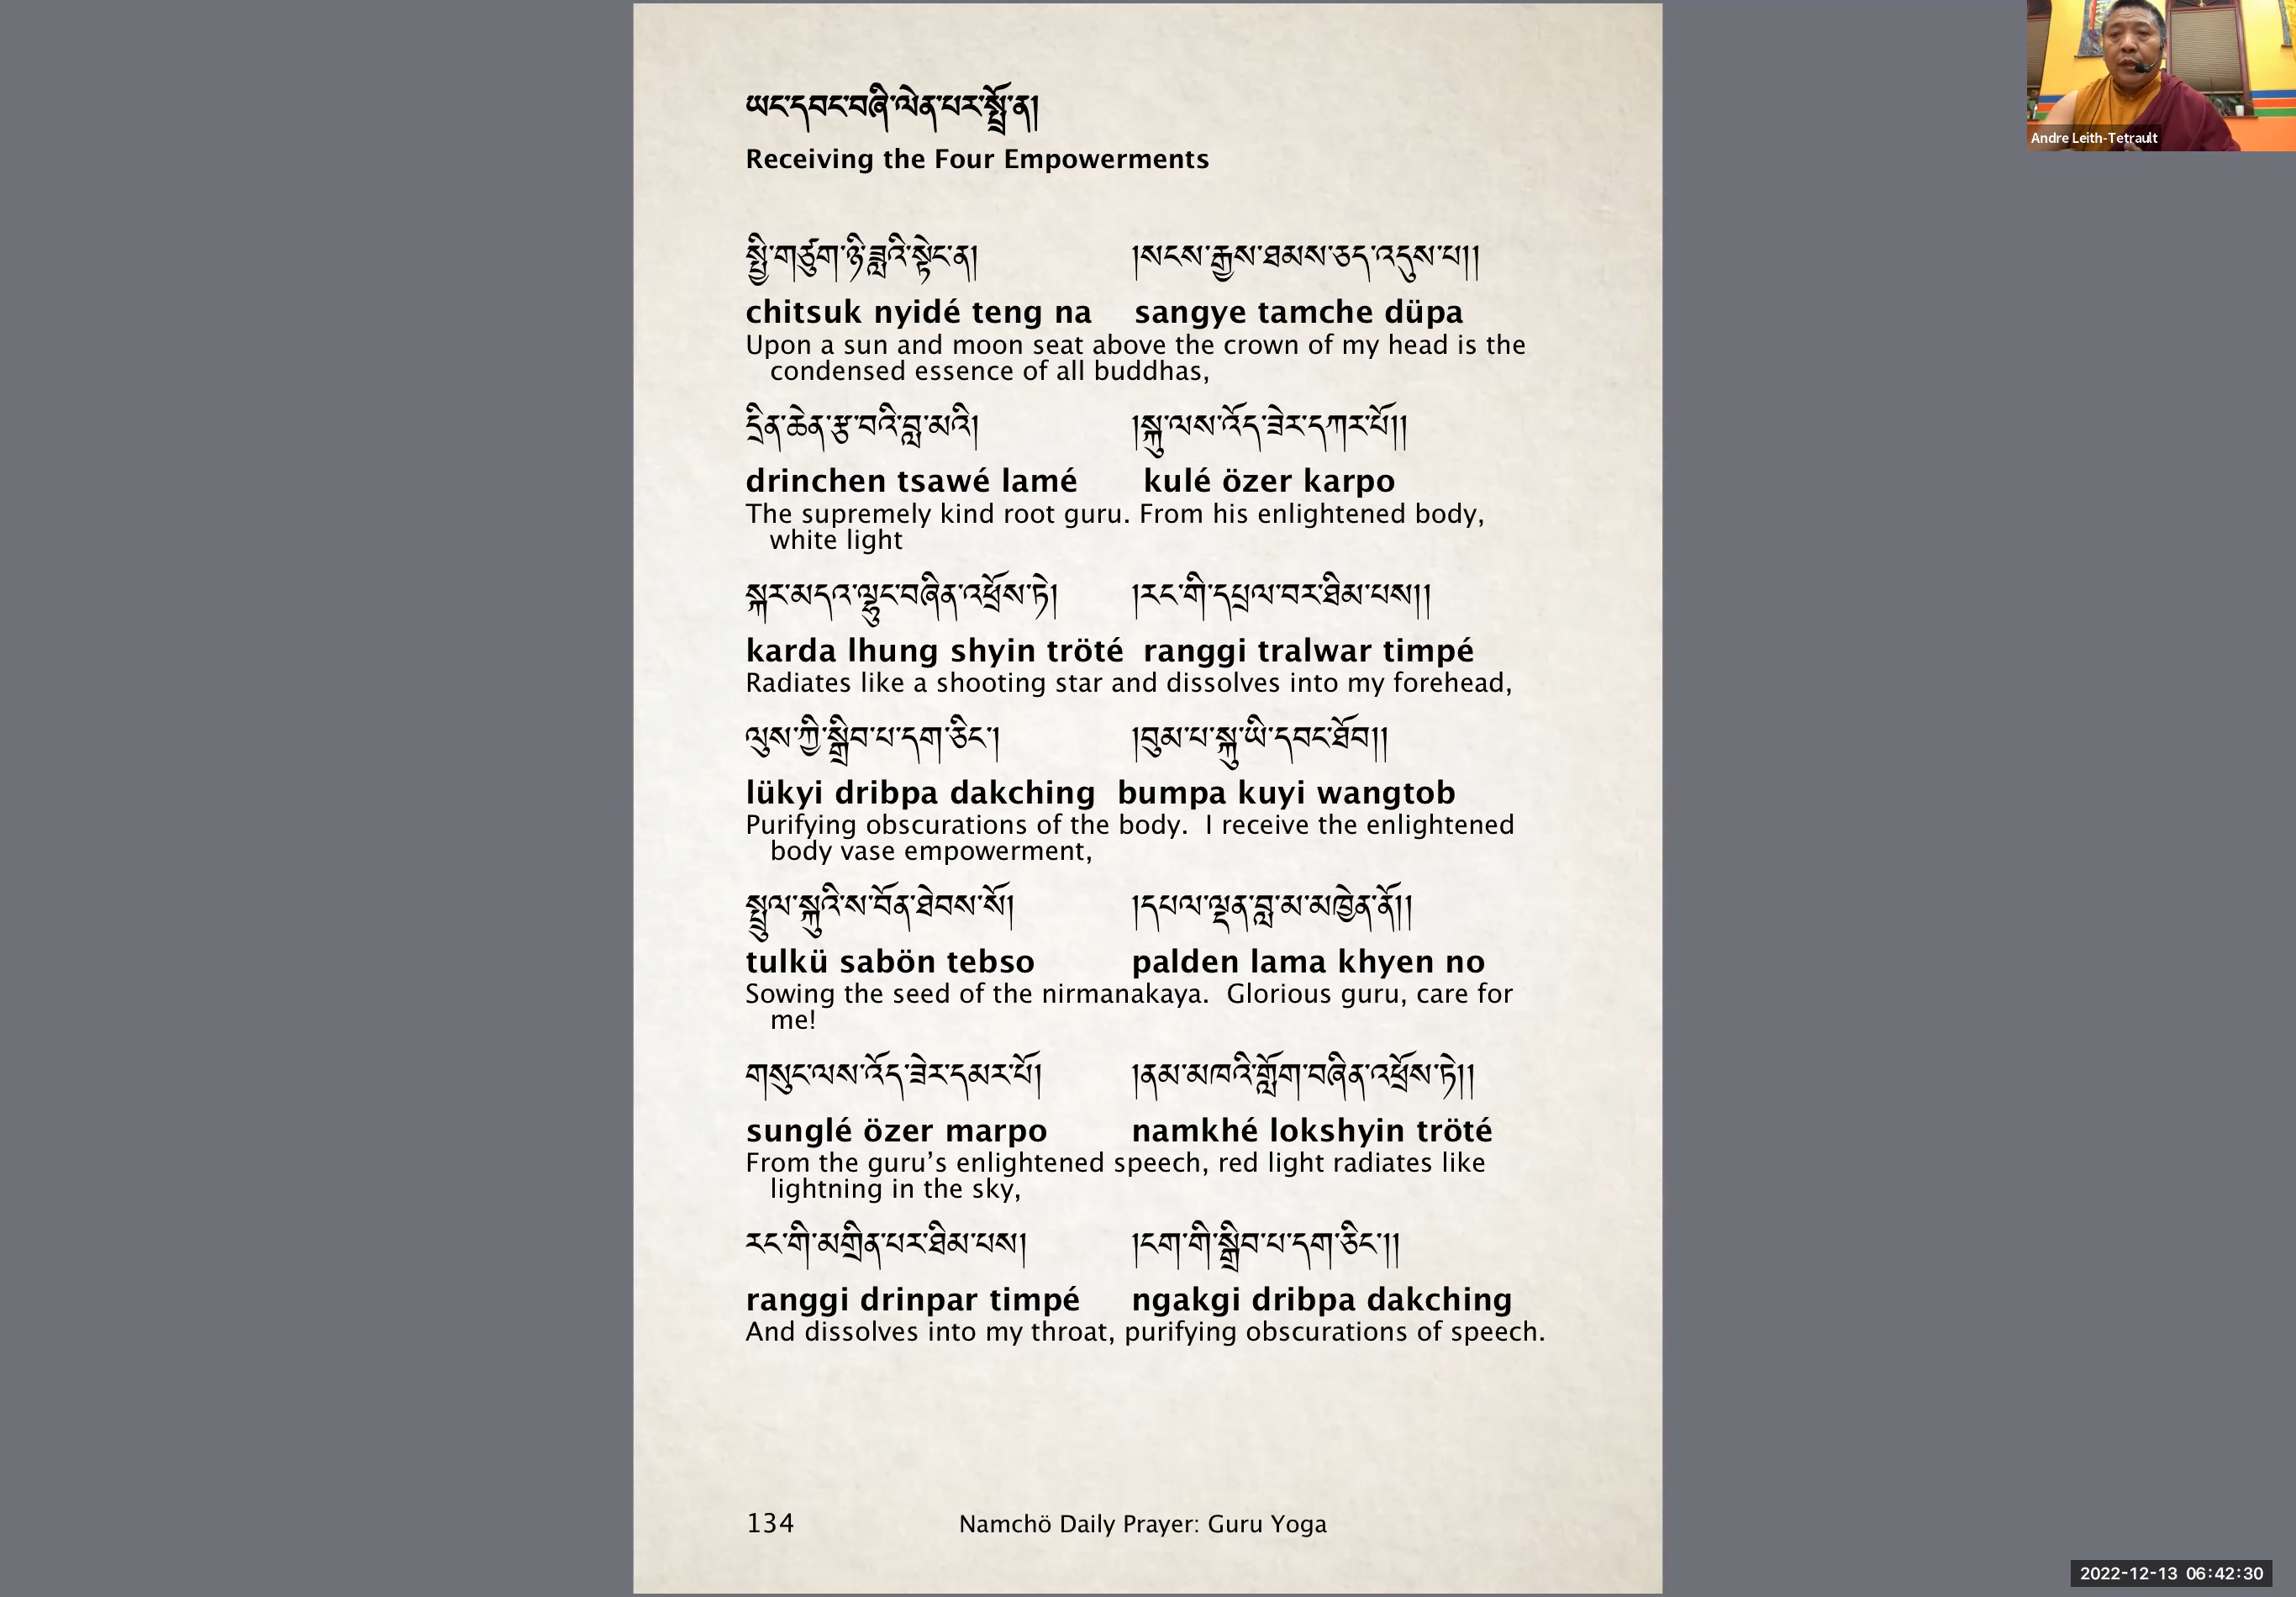 ཡང་དབང་བཞི་ལེན་པར་སྤྲོ་ན།
Receiving the Four Empowerments
སྤྱི་གཙུག་ཉི་ཟླའི་སྟེང་ན། །སངས་རྒྱས་ཐམས་ཅད་འདུས་པ།།
chitsuk nyidé teng na sangye tamche düpa
Upon a sun and moon seat above the crown of my head is the
condensed essence of all buddhas,
དྲིན་ཆེན་རྩ་བའི་བླ་མའི། །སྐུ་ལས་འོད་ཟེར་དཀར་པོ།།
drinchen tsawé lamé kulé özer karpo
The supremely kind root guru. From his enlightened body,
white light
སྐར་མདའ་ལྷུང་བཞིན་འཕྲོས་ཏེ། །རང་གི་དཔྲལ་བར་ཐིམ་པས།།
karda lhung shyin tröté ranggi tralwar timpé
Radiates like a shooting star and dissolves into my forehead,
ལུས་ཀྱི་སྒྲིབ་པ་དག་ཅིང་། །བུམ་པ་སྐུ་ཡི་དབང་ཐོབ།།
lükyi dribpa dakching bumpa kuyi wangtob
Purifying obscurations of the body. I receive the enlightened
body vase empowerment,
སྤྲུལ་སྐུའི་ས་བོན་ཐེབས་སོ། །དཔལ་ལྡན་བླ་མ་མཁྱེན་ནོ།།
tulkü sabön tebso palden lama khyen no
Sowing the seed of the nirmanakaya. Glorious guru, care for
me!
གསུང་ལས་འོད་ཟེར་དམར་པོ། །ནམ་མཁའི་གློག་བཞིན་འཕྲོས་ཏེ།།
sunglé özer marpo namkhé lokshyin tröté
From the guru’s enlightened speech, red light radiates like
lightning in the sky,
རང་གི་མགྲིན་པར་ཐིམ་པས། །ངག་གི་སྒྲིབ་པ་དག་ཅིང་།།
ranggi drinpar timpé ngakgi dribpa dakching
And dissolves into my throat, purifying obscurations of speech.
134 Namchö Daily Prayer: Guru Yoga
Andre Leith-Tetrault
2022-12-13 06:42:30